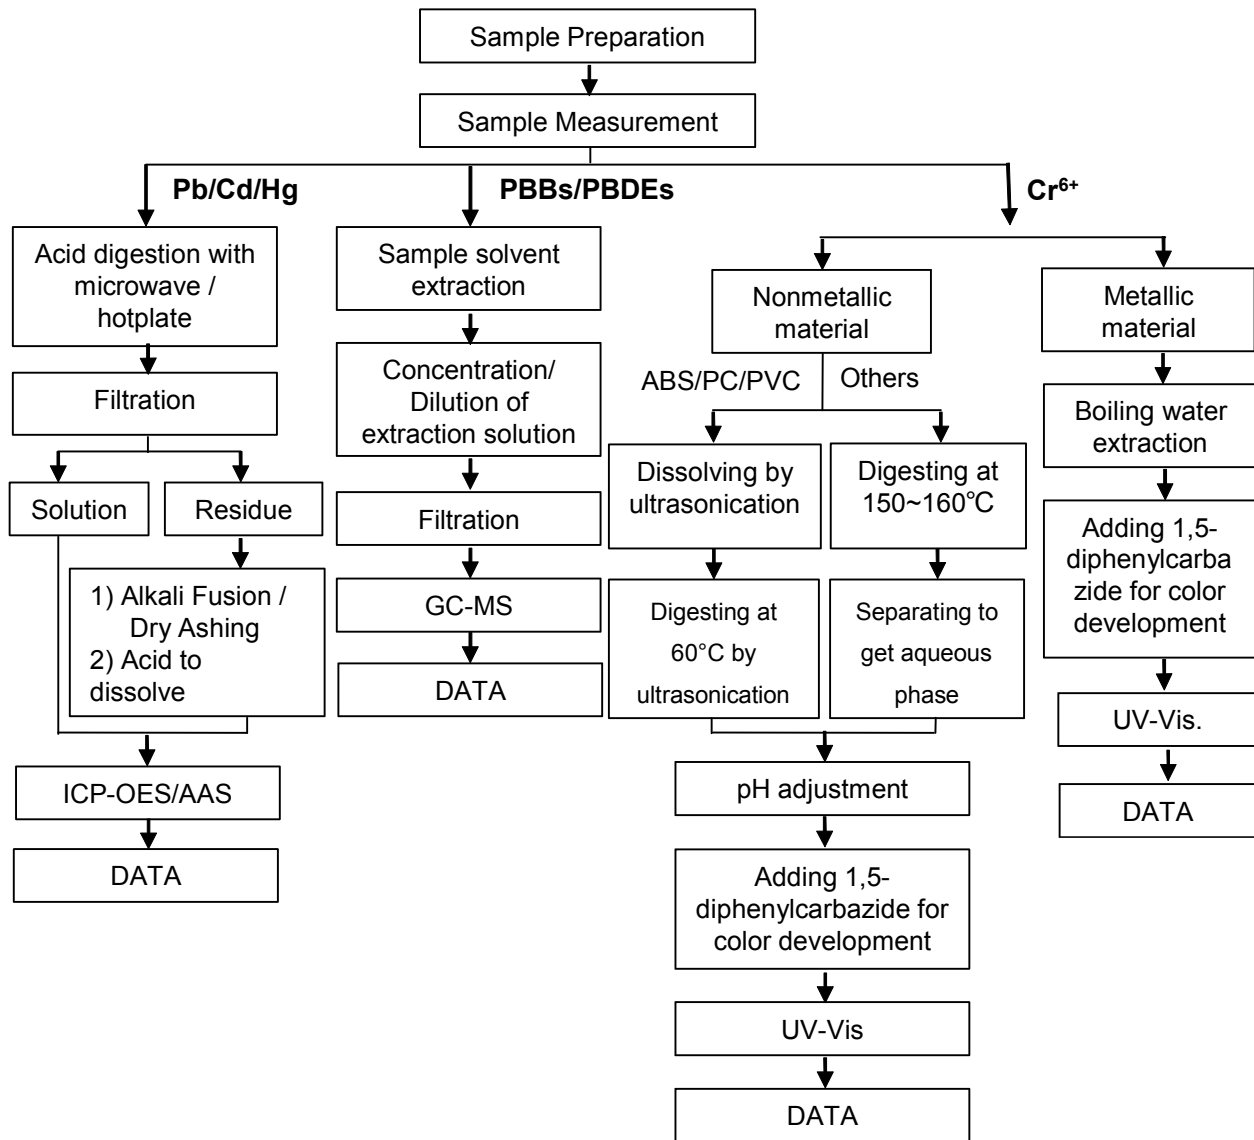 Sample Preparation
Sample Measurement
Pb/Cd/Hg
PBBs/PBDEs
Cr⁶⁺
Acid digestion with
microwave /
hotplate
Filtration
Solution
Residue
1) Alkali Fusion /
Dry Ashing
2) Acid to
dissolve
ICP-OES/AAS
DATA
Sample solvent
extraction
Concentration/
Dilution of
extraction solution
Filtration
GC-MS
DATA
Nonmetallic
material
ABS/PC/PVC
Others
Dissolving by
ultrasonication
Digesting at
60°C by
ultrasonication
Digesting at
150~160℃
Separating to
get aqueous
phase
pH adjustment
Adding 1,5-
diphenylcarbazide for
color development
UV-Vis
DATA
Metallic
material
Boiling water
extraction
Adding 1,5-
diphenylcarba
zide for color
development
UV-Vis.
DATA